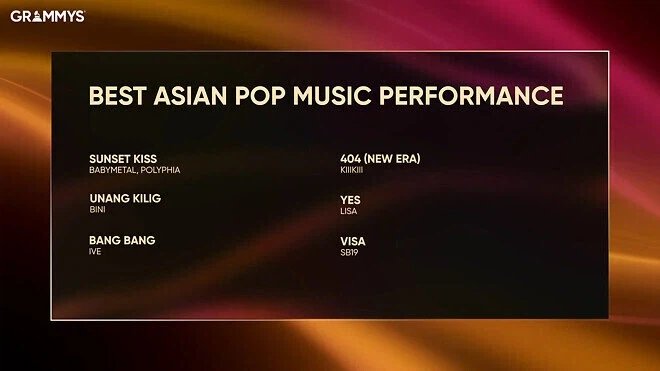 GRAMMYS®
BEST ASIAN POP MUSIC PERFORMANCE
SUNSET KISS
BABYMETAL, POLYPHIA
UNANG KILIG
BINI
BANG BANG
IVE
404 (NEW ERA)
KIIIKIII
YES
LISA
VISA
SB19